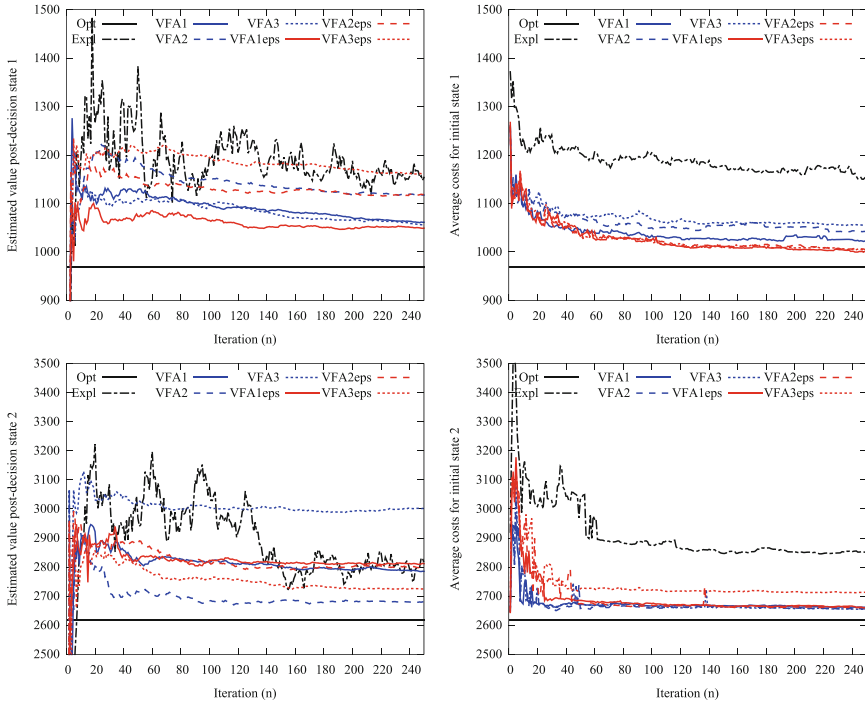 1500
1400
1300
1200
1100
1000
900
Estimated value post-decision state 1
Opt VFA1 VFA3 VFA2eps
Expl VFA2 VFA1eps VFA3eps
0 20 40 60 80 100 120 140 160 180 200 220 240
Iteration (n)
1500
1400
1300
1200
1100
1000
900
Average costs for initial state 1
Opt VFA1 VFA3 VFA2eps
Expl VFA2 VFA1eps VFA3eps
0 20 40 60 80 100 120 140 160 180 200 220 240
Iteration (n)
3500
3400
3300
3200
3100
3000
2900
2800
2700
2600
2500
Estimated value post-decision state 2
Opt VFA1 VFA3 VFA2eps
Expl VFA2 VFA1eps VFA3eps
0 20 40 60 80 100 120 140 160 180 200 220 240
Iteration (n)
3500
3400
3300
3200
3100
3000
2900
2800
2700
2600
2500
Average costs for initial state 2
Opt VFA1 VFA3 VFA2eps
Expl VFA2 VFA1eps VFA3eps
0 20 40 60 80 100 120 140 160 180 200 220 240
Iteration (n)